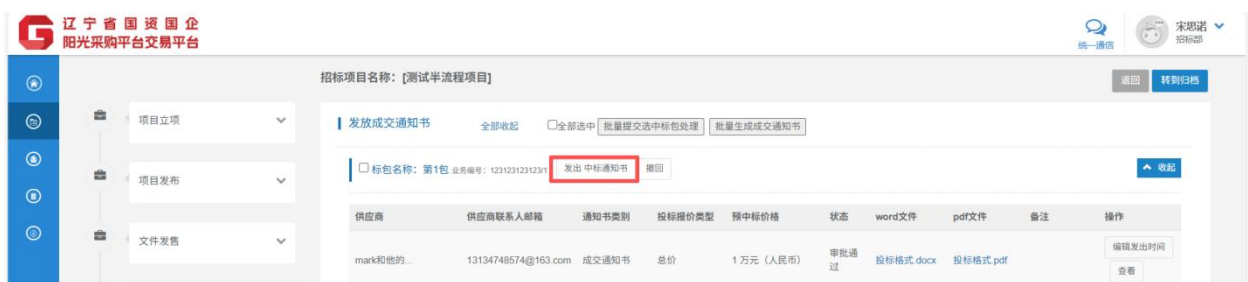 辽宁省国资国企
阳光采购平台交易平台
统一通信
宋思诺
招标部
招标项目名称：[测试半流程项目]
返回
转到归档
项目立项
发放成交通知书
全部收起
全部选中
批量提交选中标包处理
批量生成成交通知书
标包名称：第1包 业务编号：123123123123/1
发出 中标通知书
撤回
收起
项目发布
供应商 供应商联系人邮箱 通知书类别 投标报价类型 预中标价格 状态 word文件 pdf文件 备注 操作
文件发售
mark和他的... 13134748574@163.com 成交通知书 总价 1 万元（人民币） 审批通
过
投标格式.docx 投标格式.pdf
编辑发出时间
查看